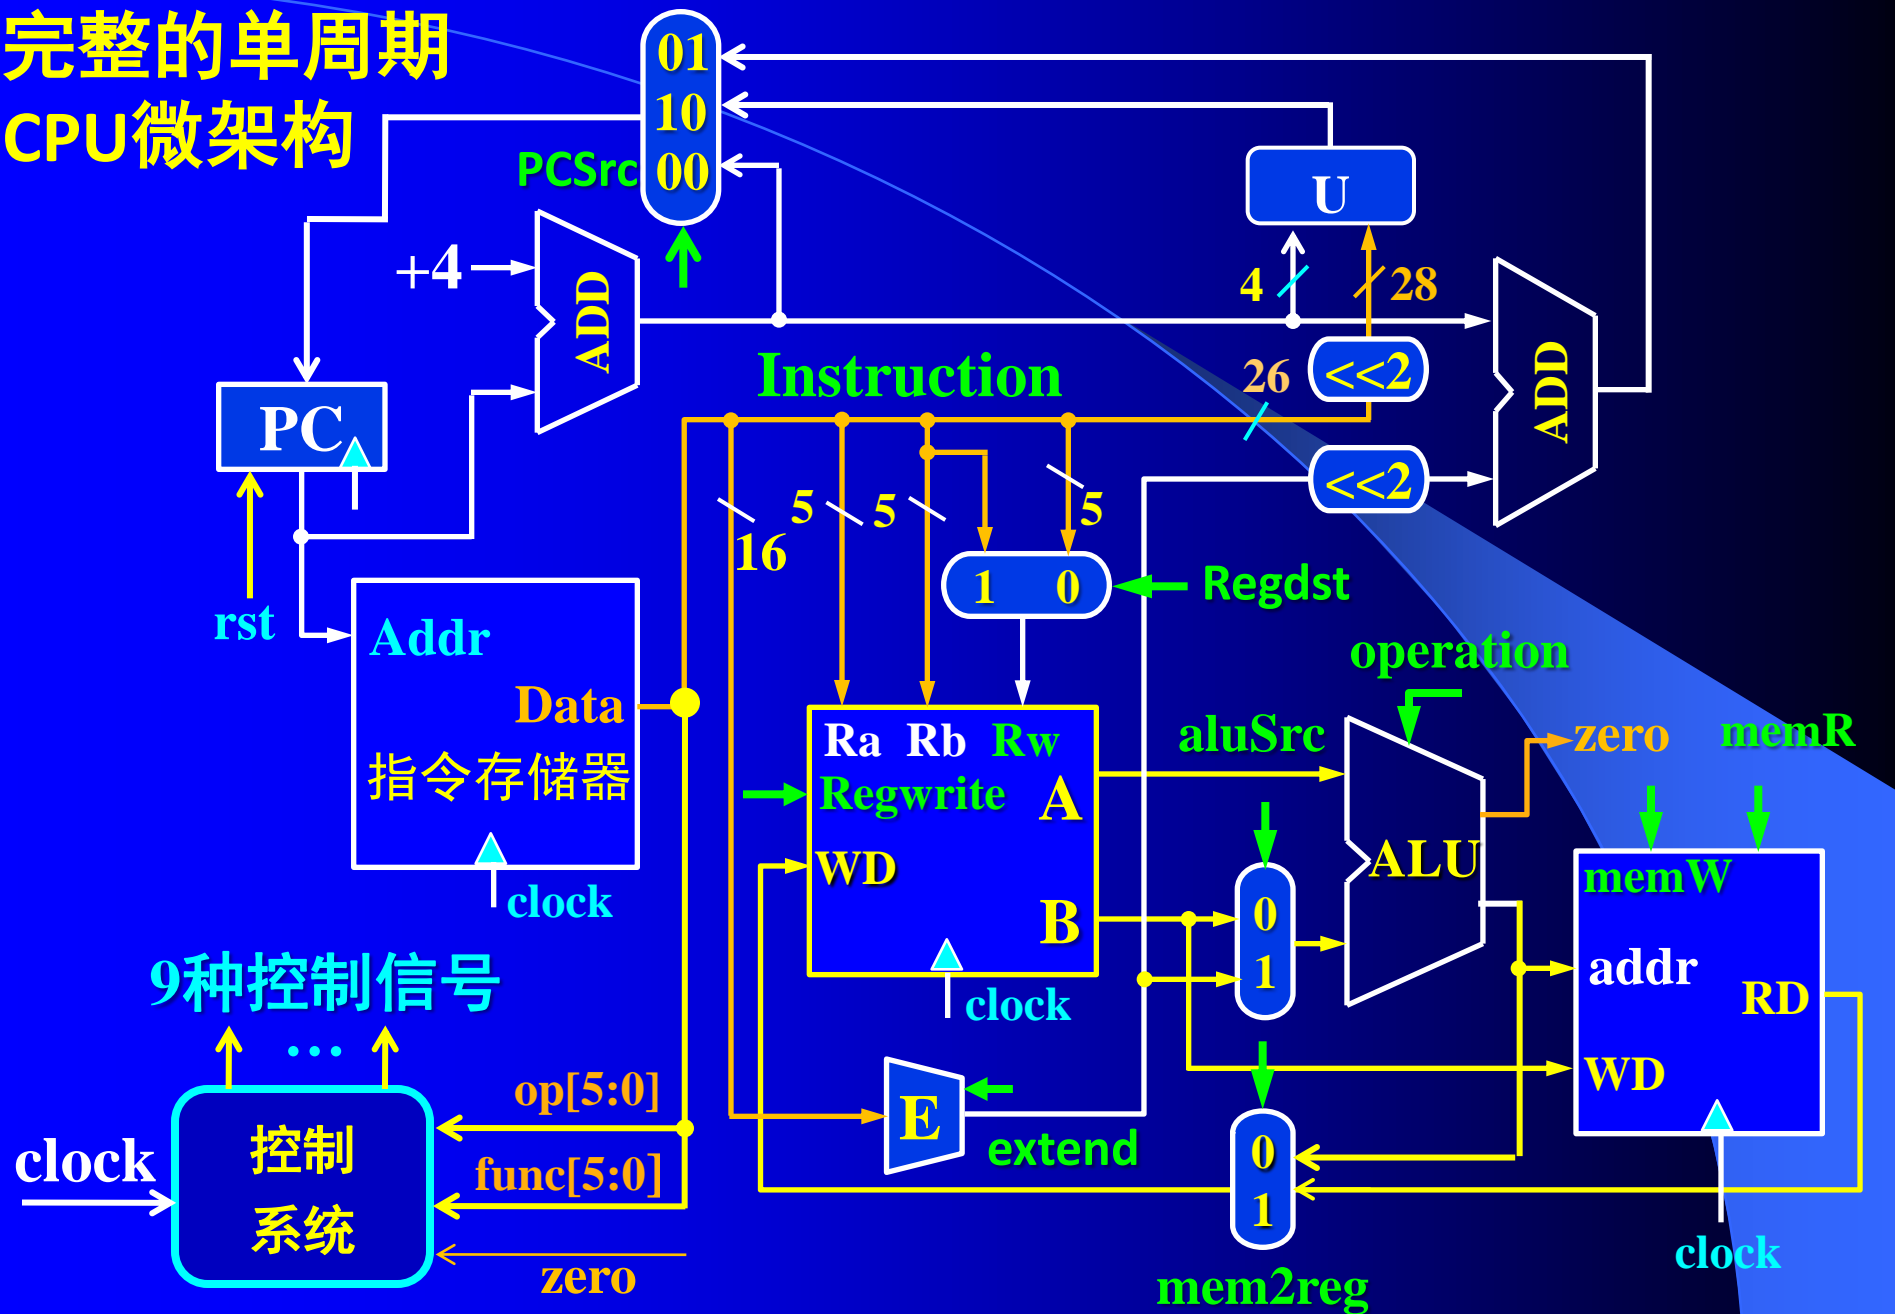 完整的单周期
CPU微架构
01
10
00
PCSrc
U
+4
ADD
4
28
Instruction
26
<<2
ADD
PC
<<2
5
5
5
16
1 0
Regdst
rst
Addr
Data
指令存储器
clock
operation
Ra Rb Rw
aluSrc
zero
memR
Regwrite
A
WD
ALU
memW
B
0
1
addr
RD
clock
WD
9种控制信号
...
op[5:0]
E
extend
clock
控制
系统
func[5:0]
0
1
zero
mem2reg
clock